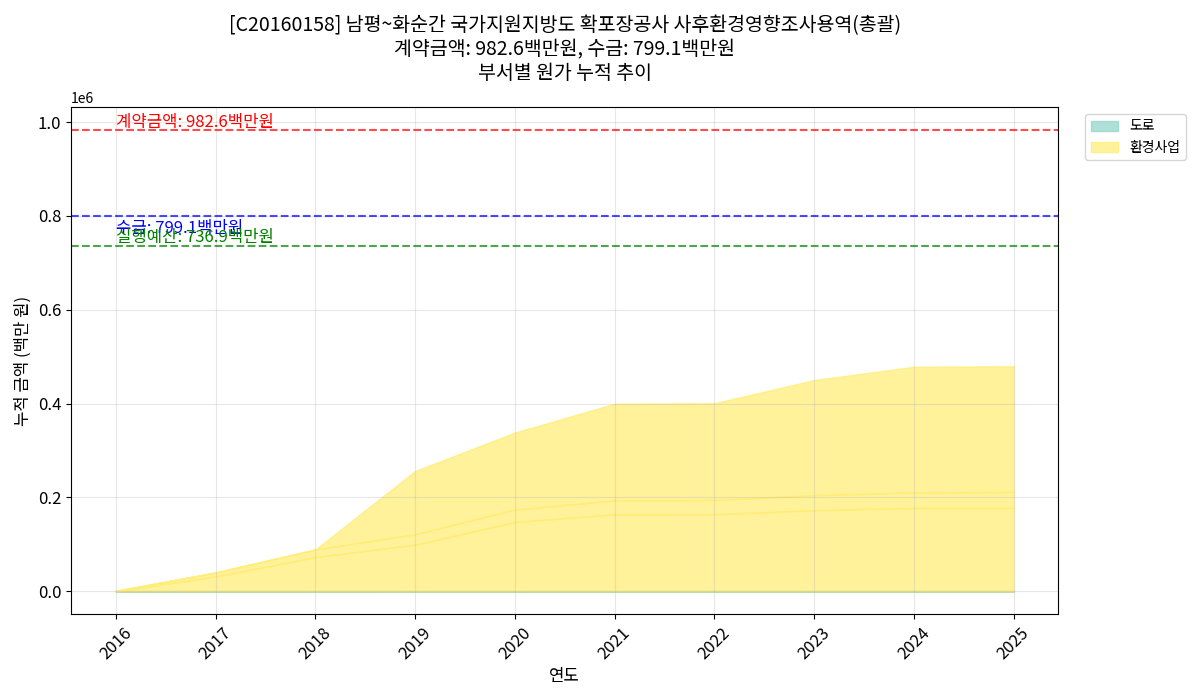 [C20160158] 남평~화순간 국가지원지방도 확포장공사 사후환경영향조사용역(총괄)
계약금액: 982.6백만원, 수금: 799.1백만원
부서별 원가 누적 추이
1e6
1.0
0.8
0.6
0.4
0.2
0.0
누적 금액 (백만 원)
계약금액: 982.6백만원
수금: 799.1백만원
실행예산: 736.9백만원
도로
환경사업
2016
2017
2018
2019
2020
2021
2022
2023
2024
2025
연도